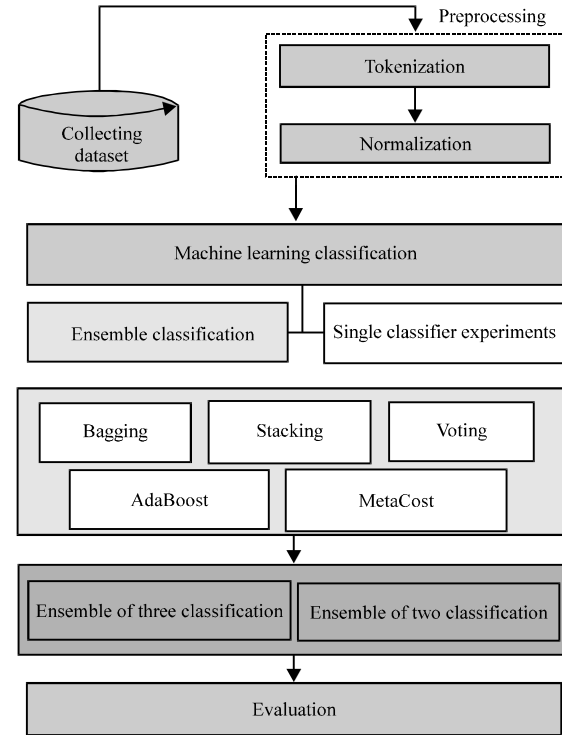 Preprocessing
Tokenization
Collecting
dataset
Normalization
Machine learning classification
Ensemble classification
Single classifier experiments
Bagging
Stacking
Voting
AdaBoost
MetaCost
Ensemble of three classification
Ensemble of two classification
Evaluation